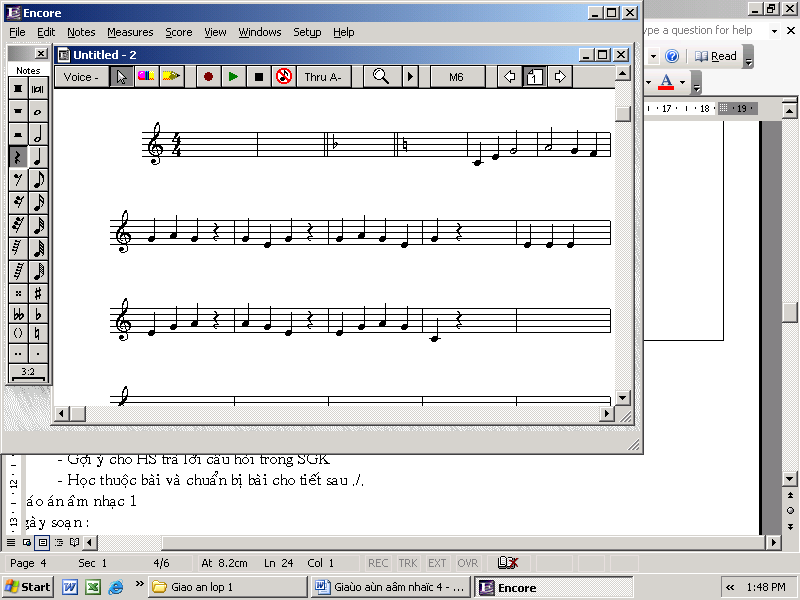 Encore
File Edit Notes Measures Score View Windows Setup Help
ype a question for help
Read
Notes
Untitled - 2
Voice - Thru A- M6 1
17 18 19
4
4
3:2
- Gợi ý cho HS trả lời câu hỏi trong SGK
- Học thuộc bài và chuẩn bị bài cho tiết sau ./.
áo án âm nhạc 1
gày soạn :
12
13
Page 4 Sec 1 4/6 At 8.2cm Ln 24 Col 1 REC TRK EXT OVR
Start Giao an lop 1 Giaùo aùn aâm nhaïc 4 - ... Encore 1:48 PM